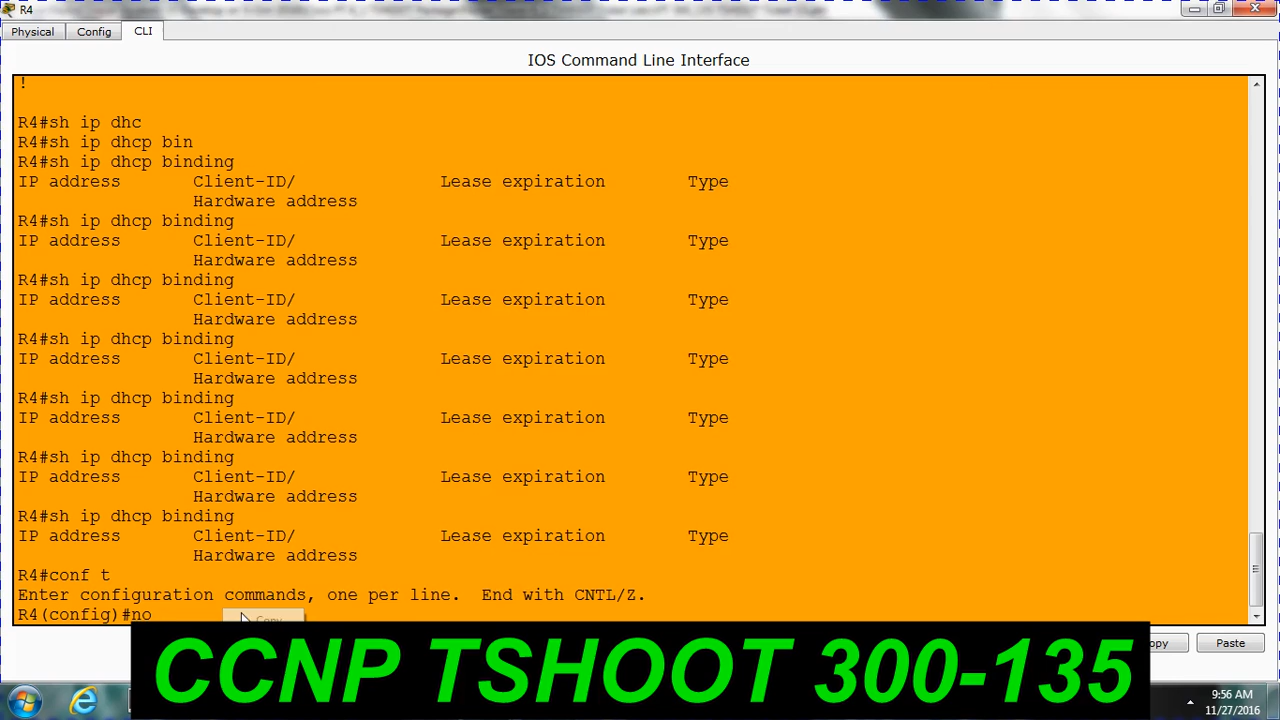 R4
Physical Config CLI
IOS Command Line Interface
!
R4#sh ip dhc
R4#sh ip dhcp bin
R4#sh ip dhcp binding
IP address Client-ID/ Lease expiration Type
Hardware address
R4#sh ip dhcp binding
IP address Client-ID/ Lease expiration Type
Hardware address
R4#sh ip dhcp binding
IP address Client-ID/ Lease expiration Type
Hardware address
R4#sh ip dhcp binding
IP address Client-ID/ Lease expiration Type
Hardware address
R4#sh ip dhcp binding
IP address Client-ID/ Lease expiration Type
Hardware address
R4#sh ip dhcp binding
IP address Client-ID/ Lease expiration Type
Hardware address
R4#sh ip dhcp binding
IP address Client-ID/ Lease expiration Type
Hardware address
R4#conf t
Enter configuration commands, one per line. End with CNTL/Z.
R4(config)#no
Copy
opy Paste
CCNP TSHOOT 300-135
9:56 AM
11/27/2016